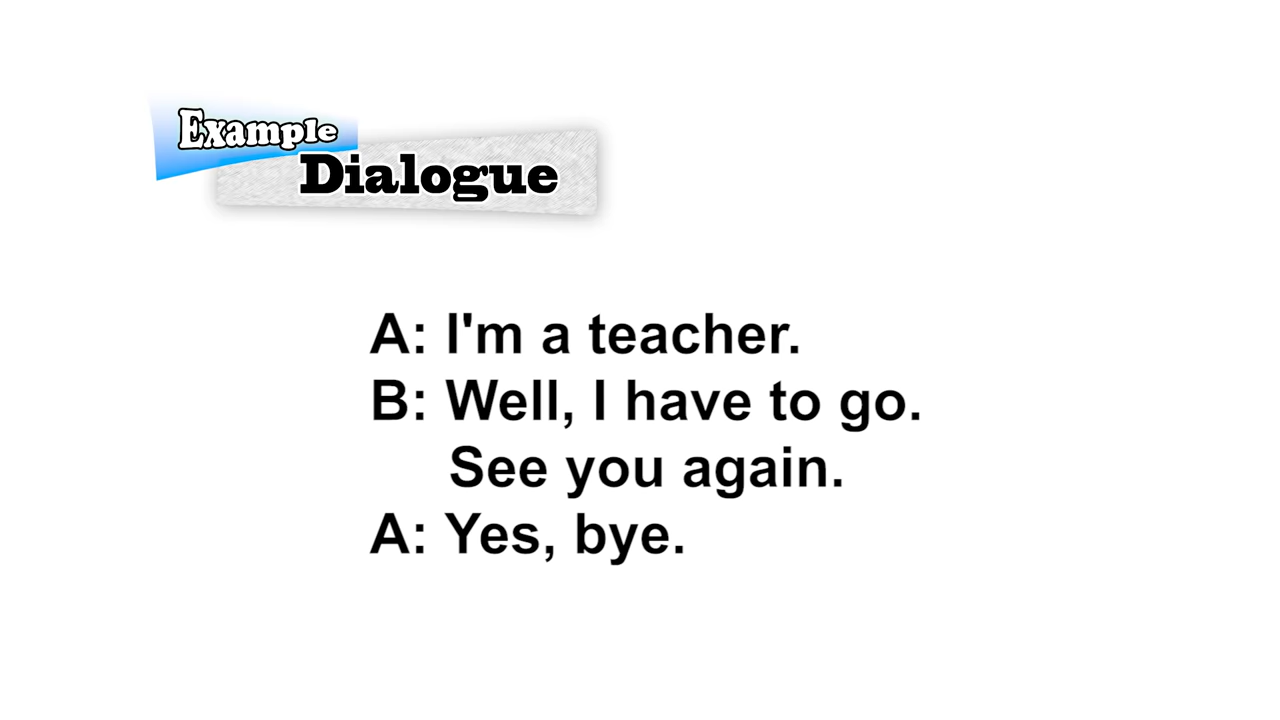 Example
Dialogue
A: I'm a teacher.
B: Well, I have to go.
See you again.
A: Yes, bye.